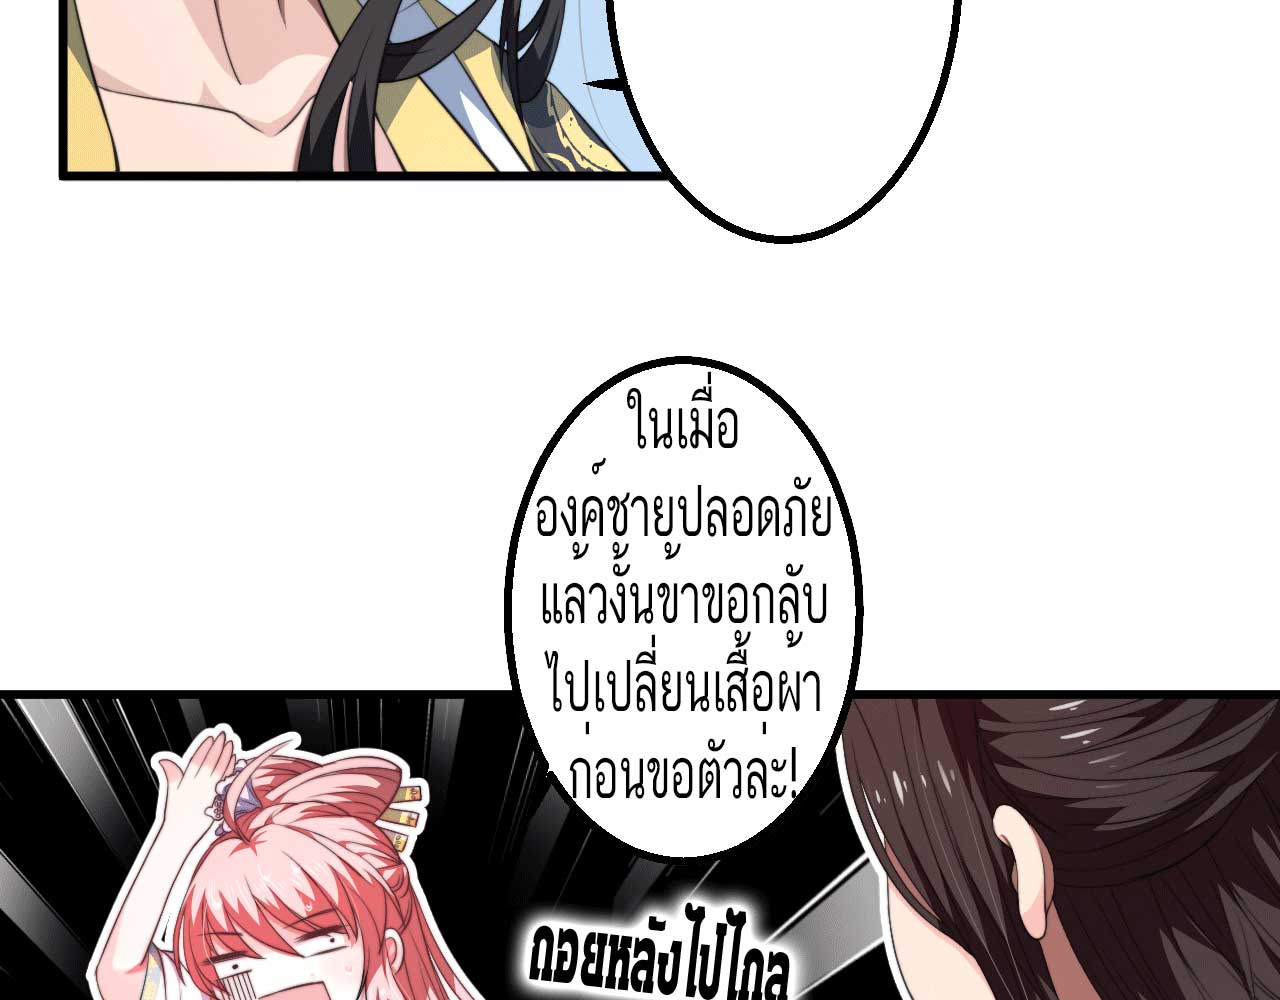 ในเมื่อ
องค์ชายปลอดภัย
แล้วงั้นข้าขอกลับ
ไปเปลี่ยนเสื้อผ้า
ก่อนขอตัวล่ะ!
ถอยหลังไปไกล